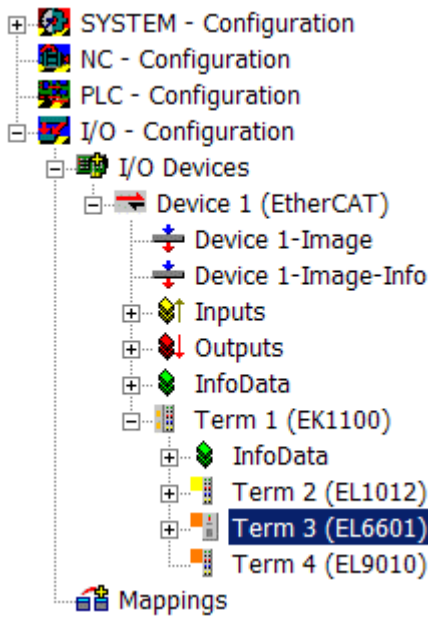 SYSTEM - Configuration
NC - Configuration
PLC - Configuration
I/O - Configuration
I/O Devices
Device 1 (EtherCAT)
Device 1-Image
Device 1-Image-Info
Inputs
Outputs
InfoData
Term 1 (EK1100)
InfoData
Term 2 (EL1012)
Term 3 (EL6601)
Term 4 (EL9010)
Mappings